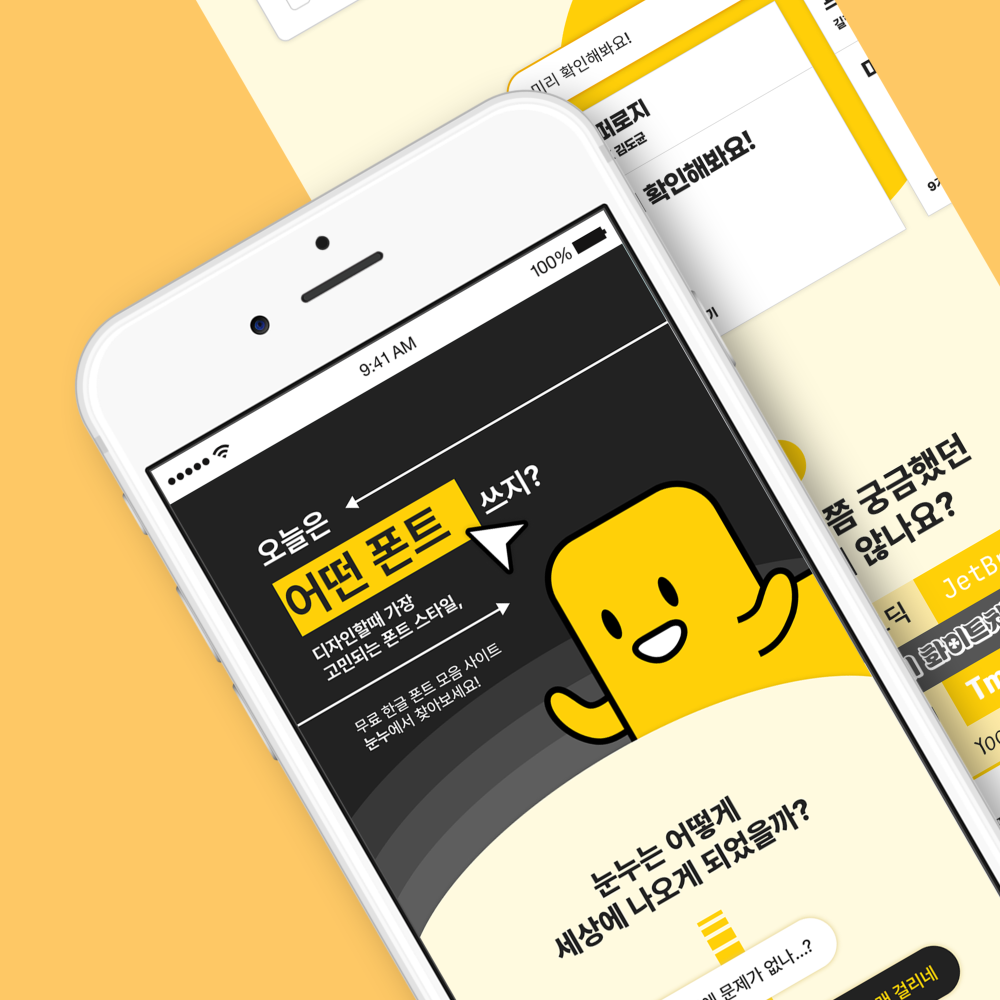 미리 확인해봐요!
퍼로지
김도균
확인해봐요!
100%
9:41 AM
오늘은
어떤 폰트 쓰지?
디자인할때 가장
고민되는 폰트 스타일,
무료 한글 폰트 모음 사이트
눈누에서 찾아보세요!
눈누는 어떻게
세상에 나오게 되었을까?
문제가 없나...?
걸리네
쯤 궁금했던
않나요?
딕
화이트